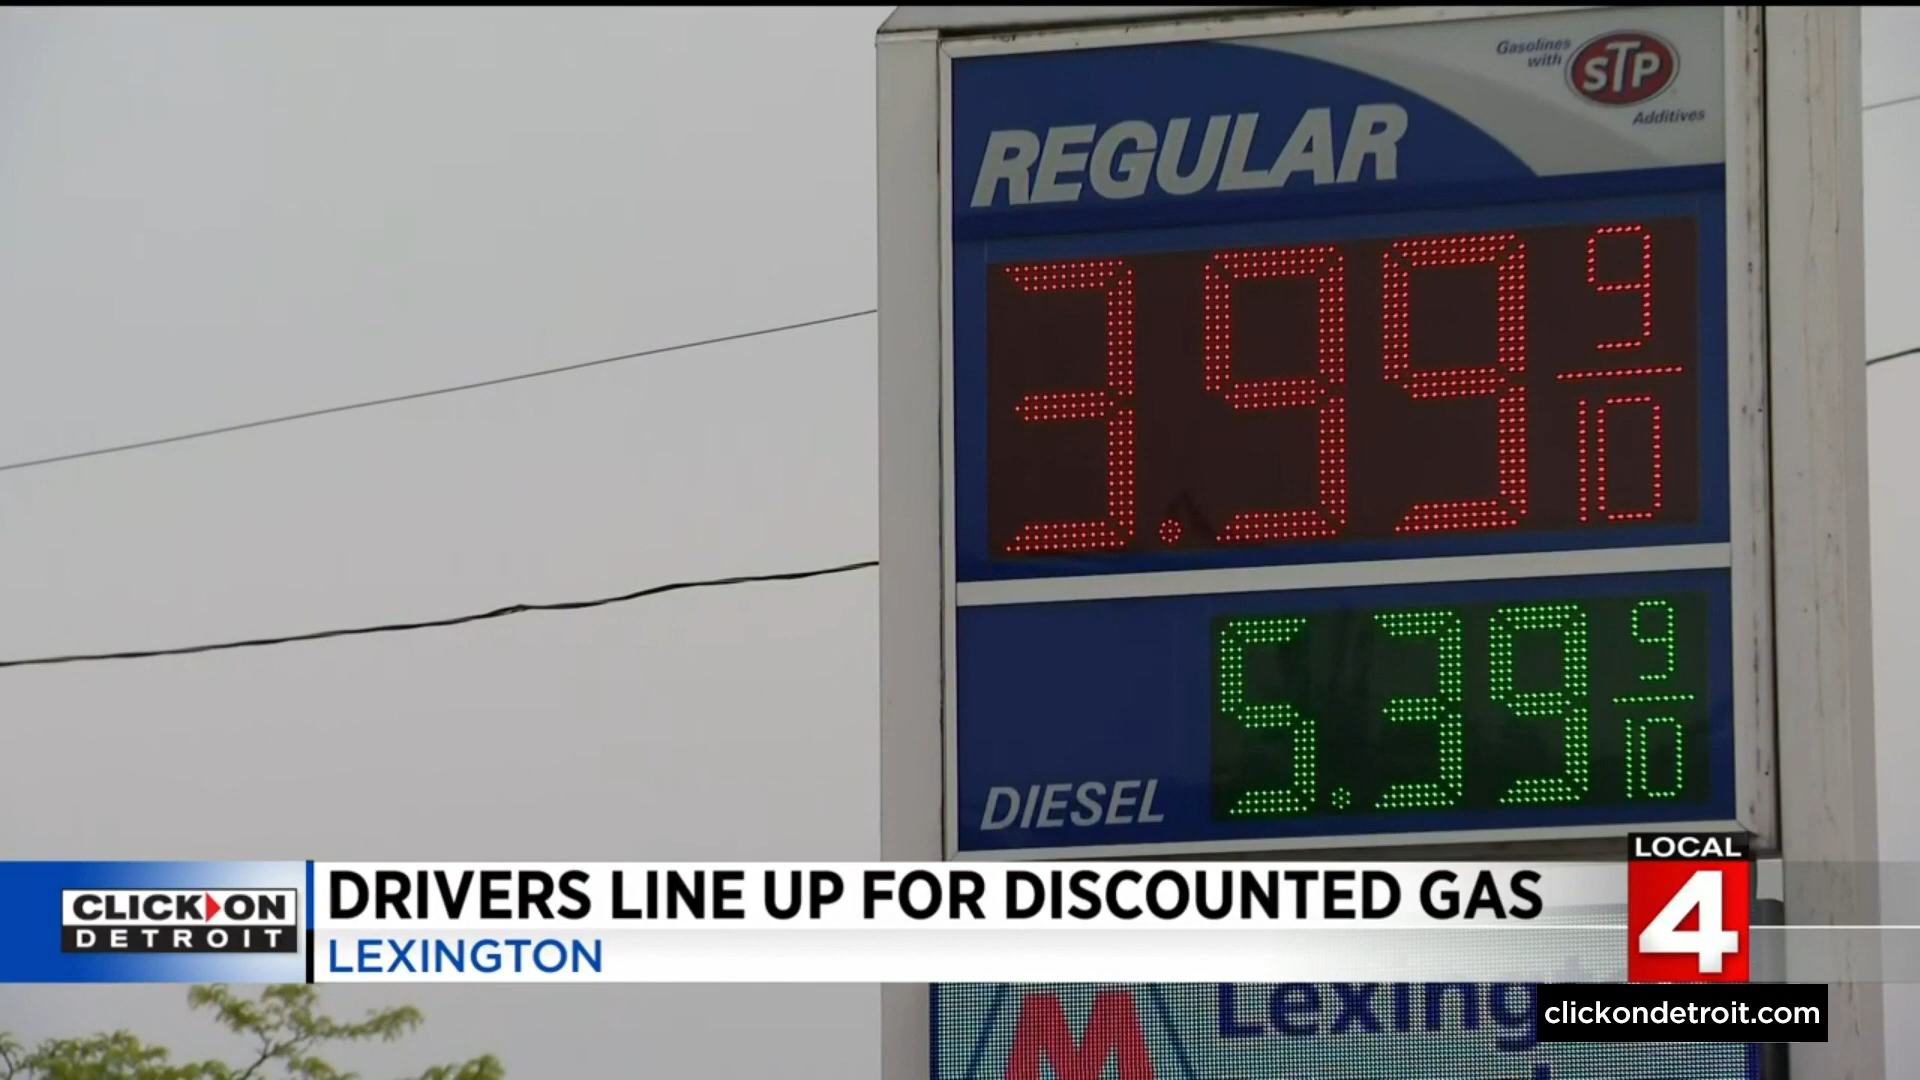 Gasolines
with
STP
Additives
REGULAR
3.99 9/10
5.39 9/10
DIESEL
LOCAL
4
CLICK ON
DETROIT
DRIVERS LINE UP FOR DISCOUNTED GAS
LEXINGTON
M
clickondetroit.com